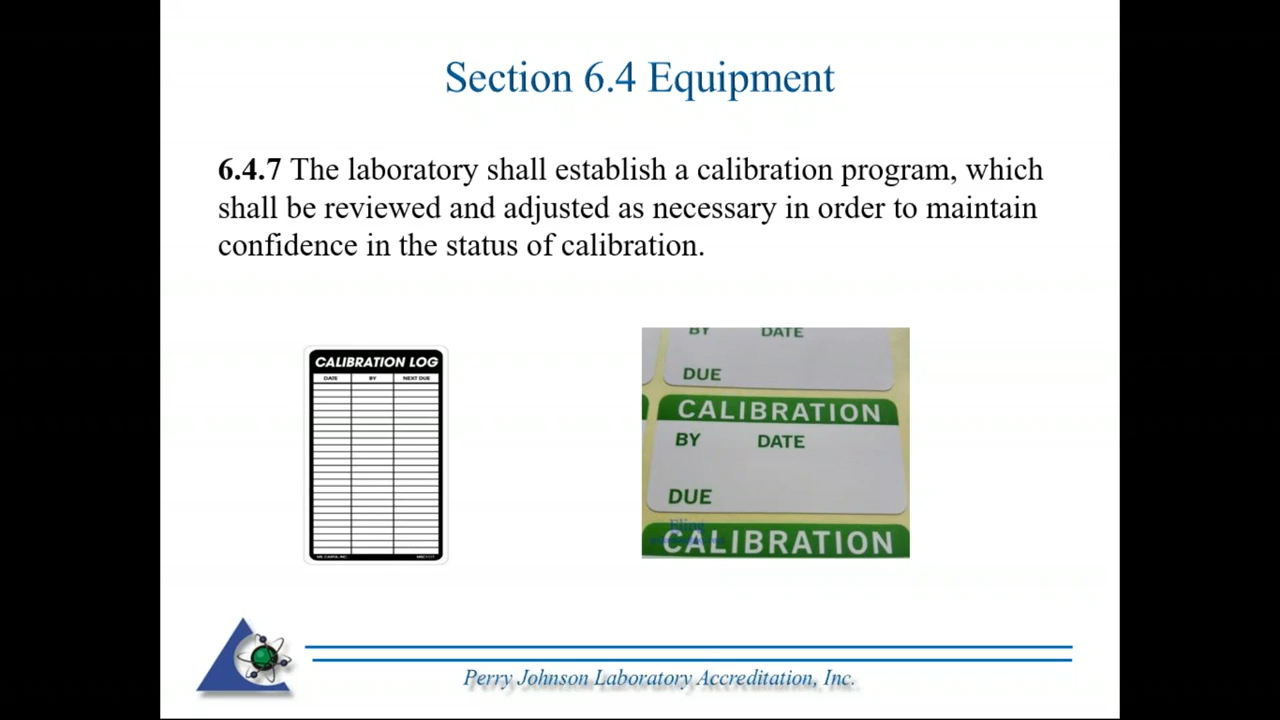 Section 6.4 Equipment
6.4.7 The laboratory shall establish a calibration program, which
shall be reviewed and adjusted as necessary in order to maintain
confidence in the status of calibration.
CALIBRATION LOG
DATE BY NEXT DUE
BY DATE
DUE
CALIBRATION
BY DATE
DUE
CALIBRATION
Perry Johnson Laboratory Accreditation, Inc.